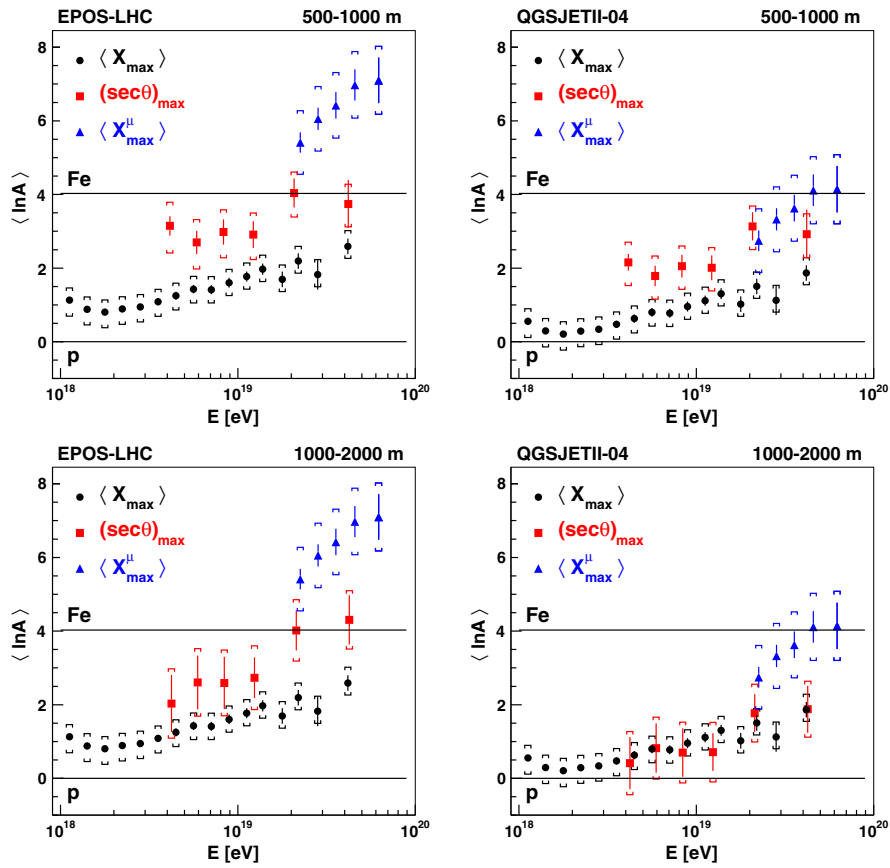 EPOS-LHC 500-1000 m
8
⟨ X_max ⟩
(secθ)_max
6
⟨ X^μ_max ⟩
⟨ lnA ⟩
Fe
4
2
0
p
10^18 10^19 10^20
E [eV]
QGSJETII-04 500-1000 m
8
⟨ X_max ⟩
(secθ)_max
6
⟨ X^μ_max ⟩
⟨ lnA ⟩
Fe
4
2
0
p
10^18 10^19 10^20
E [eV]
EPOS-LHC 1000-2000 m
8
⟨ X_max ⟩
(secθ)_max
6
⟨ X^μ_max ⟩
⟨ lnA ⟩
Fe
4
2
0
p
10^18 10^19 10^20
E [eV]
QGSJETII-04 1000-2000 m
8
⟨ X_max ⟩
(secθ)_max
6
⟨ X^μ_max ⟩
⟨ lnA ⟩
Fe
4
2
0
p
10^18 10^19 10^20
E [eV]